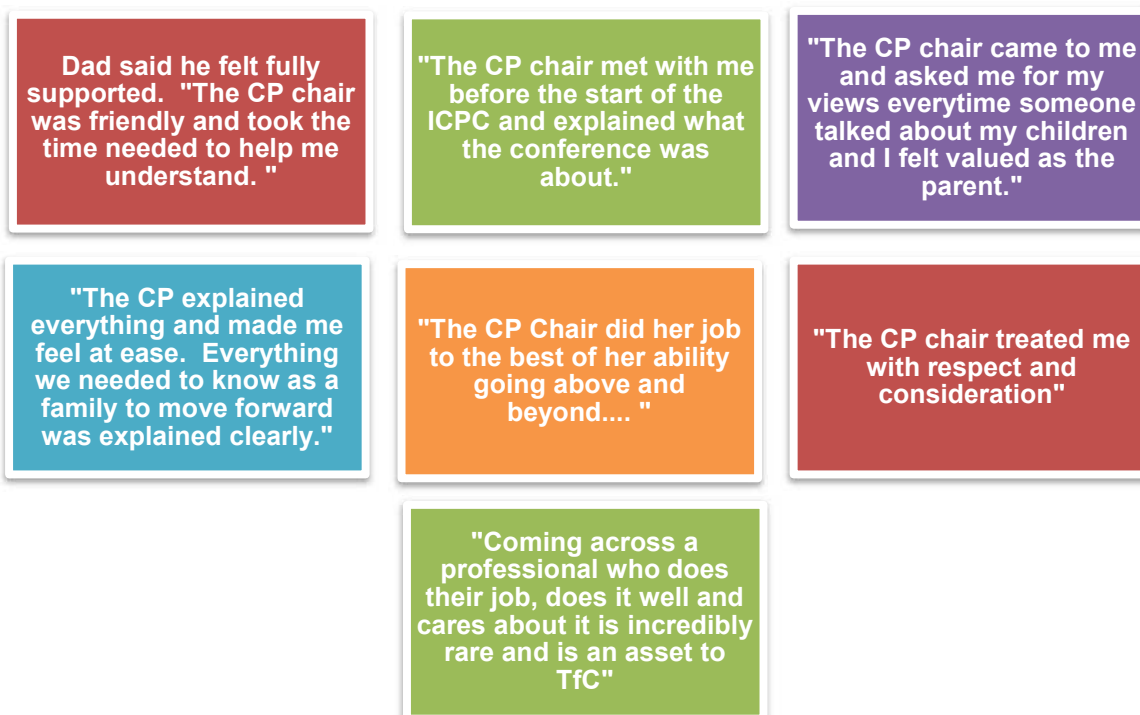 Dad said he felt fully
supported.  "The CP chair
was friendly and took the
time needed to help me
understand. "
"The CP chair met with me
before the start of the
ICPC and explained what
the conference was
about."
"The CP chair came to me
and asked me for my
views everytime someone
talked about my children
and I felt valued as the
parent."
"The CP explained
everything and made me
feel at ease.  Everything
we needed to know as a
family to move forward
was explained clearly."
"The CP Chair did her job
to the best of her ability
going above and
beyond.... "
"The CP chair treated me
with respect and
consideration"
"Coming across a
professional who does
their job, does it well and
cares about it is incredibly
rare and is an asset to
TfC"